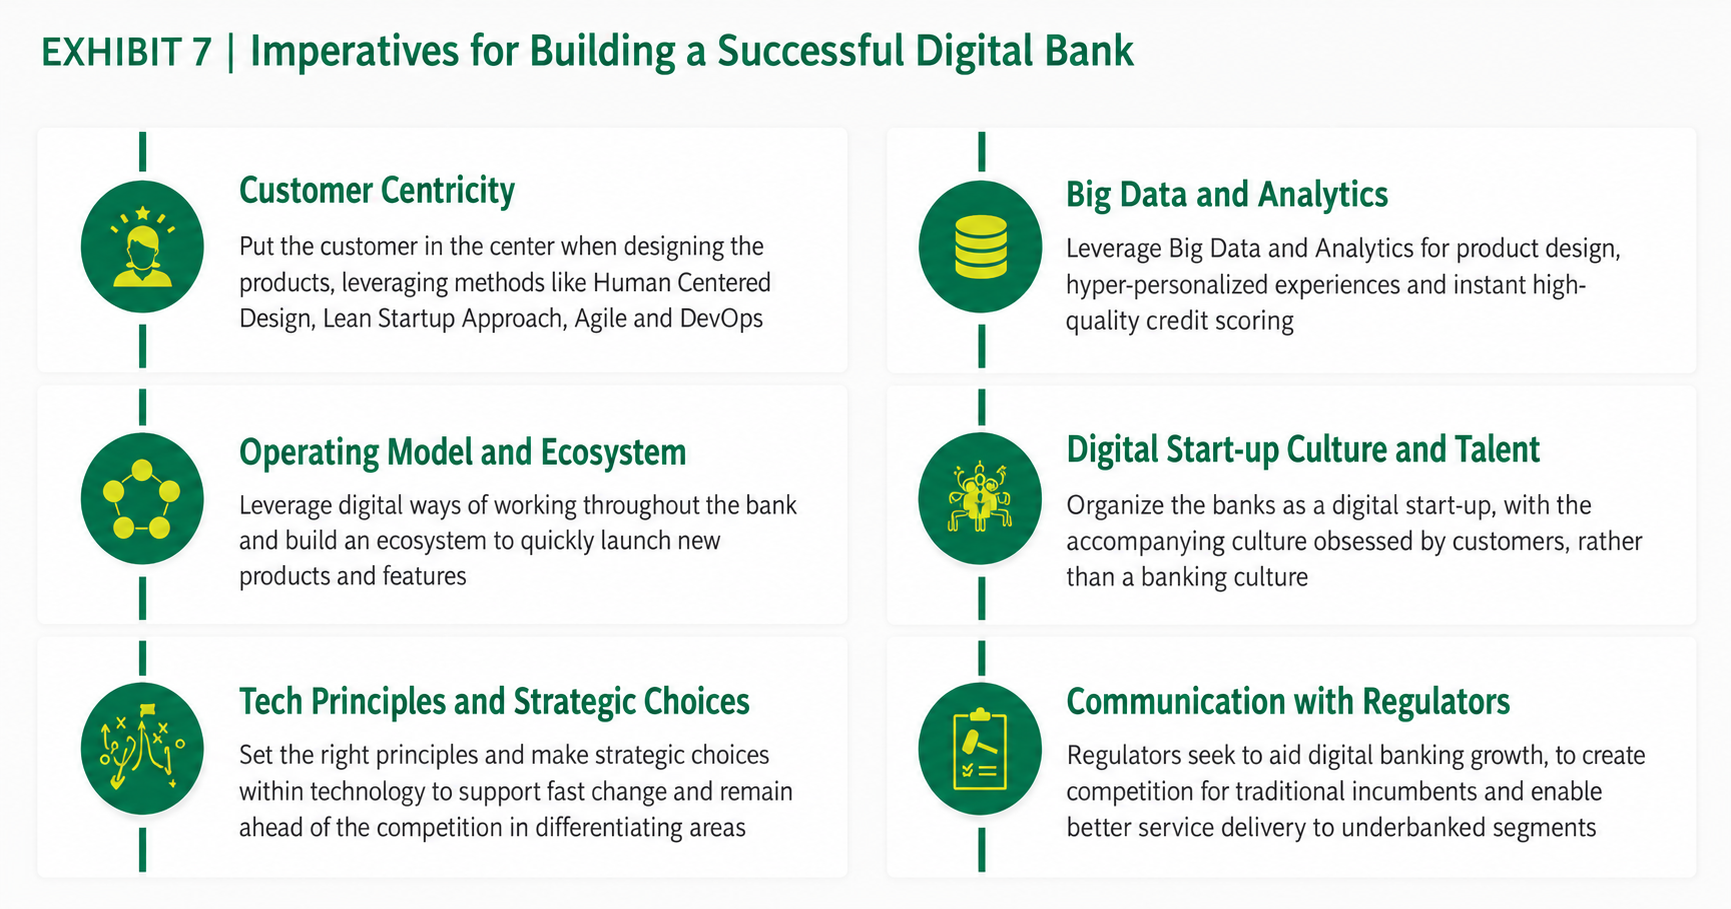 EXHIBIT 7 | Imperatives for Building a Successful Digital Bank
Customer Centricity
Put the customer in the center when designing the
products, leveraging methods like Human Centered
Design, Lean Startup Approach, Agile and DevOps
Big Data and Analytics
Leverage Big Data and Analytics for product design,
hyper-personalized experiences and instant high-
quality credit scoring
Operating Model and Ecosystem
Leverage digital ways of working throughout the bank
and build an ecosystem to quickly launch new
products and features
Digital Start-up Culture and Talent
Organize the banks as a digital start-up, with the
accompanying culture obsessed by customers, rather
than a banking culture
Tech Principles and Strategic Choices
Set the right principles and make strategic choices
within technology to support fast change and remain
ahead of the competition in differentiating areas
Communication with Regulators
Regulators seek to aid digital banking growth, to create
competition for traditional incumbents and enable
better service delivery to underbanked segments